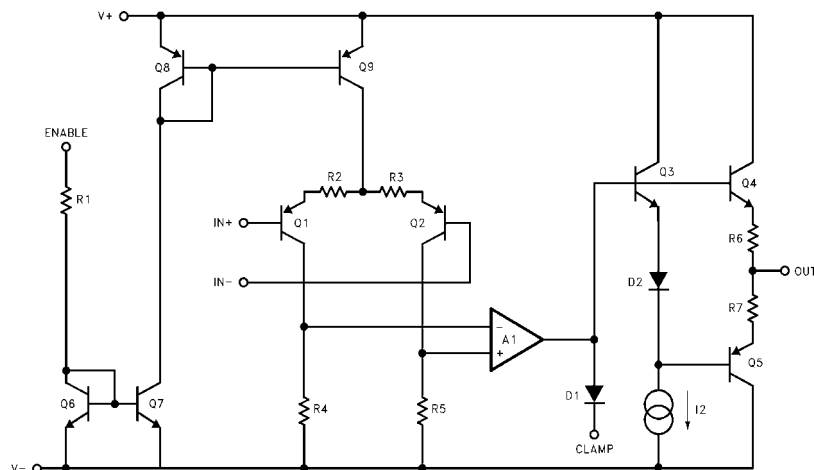 V+
Q8
Q9
ENABLE
R1
R2
R3
Q3
Q4
IN+
Q1
Q2
IN-
R6
OUT
D2
R7
A1
-
+
Q5
Q6
Q7
R4
R5
D1
I2
CLAMP
V-